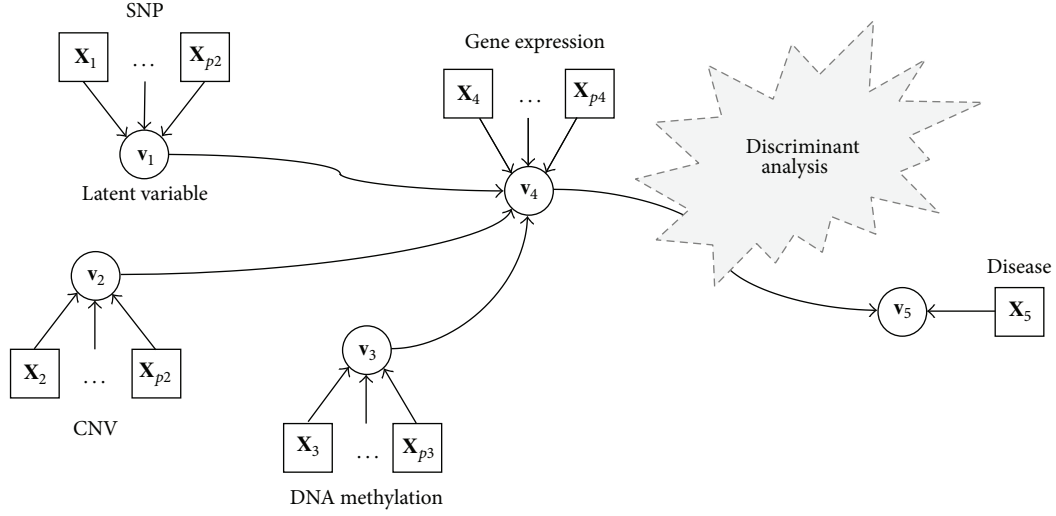 SNP
X1 ... Xp2
v1
Latent variable
Gene expression
X4 ... Xp4
v4
Discriminant
analysis
v2
X2 ... Xp2
CNV
v3
X3 ... Xp3
DNA methylation
Disease
v5
X5